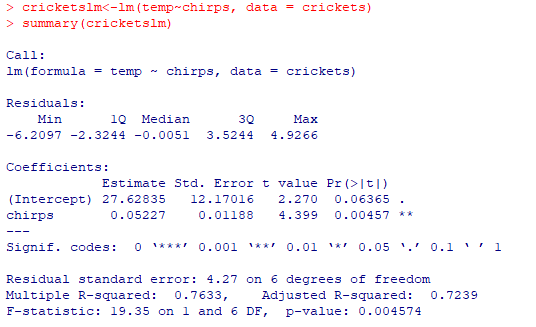 > cricketslm<-lm(temp~chirps, data = crickets)
> summary(cricketslm)
Call:
lm(formula = temp ~ chirps, data = crickets)
Residuals:
    Min      1Q  Median      3Q     Max
-6.2097 -2.3244 -0.0051  3.5244  4.9266
Coefficients:
            Estimate Std. Error t value Pr(>|t|)
(Intercept) 27.62835   12.17016   2.270  0.06365 .
chirps       0.05227    0.01188   4.399  0.00457 **
---
Signif. codes:  0 ‘***’ 0.001 ‘**’ 0.01 ‘*’ 0.05 ‘.’ 0.1 ‘ ’ 1
Residual standard error: 4.27 on 6 degrees of freedom
Multiple R-squared:  0.7633,    Adjusted R-squared:  0.7239
F-statistic: 19.35 on 1 and 6 DF,  p-value: 0.004574